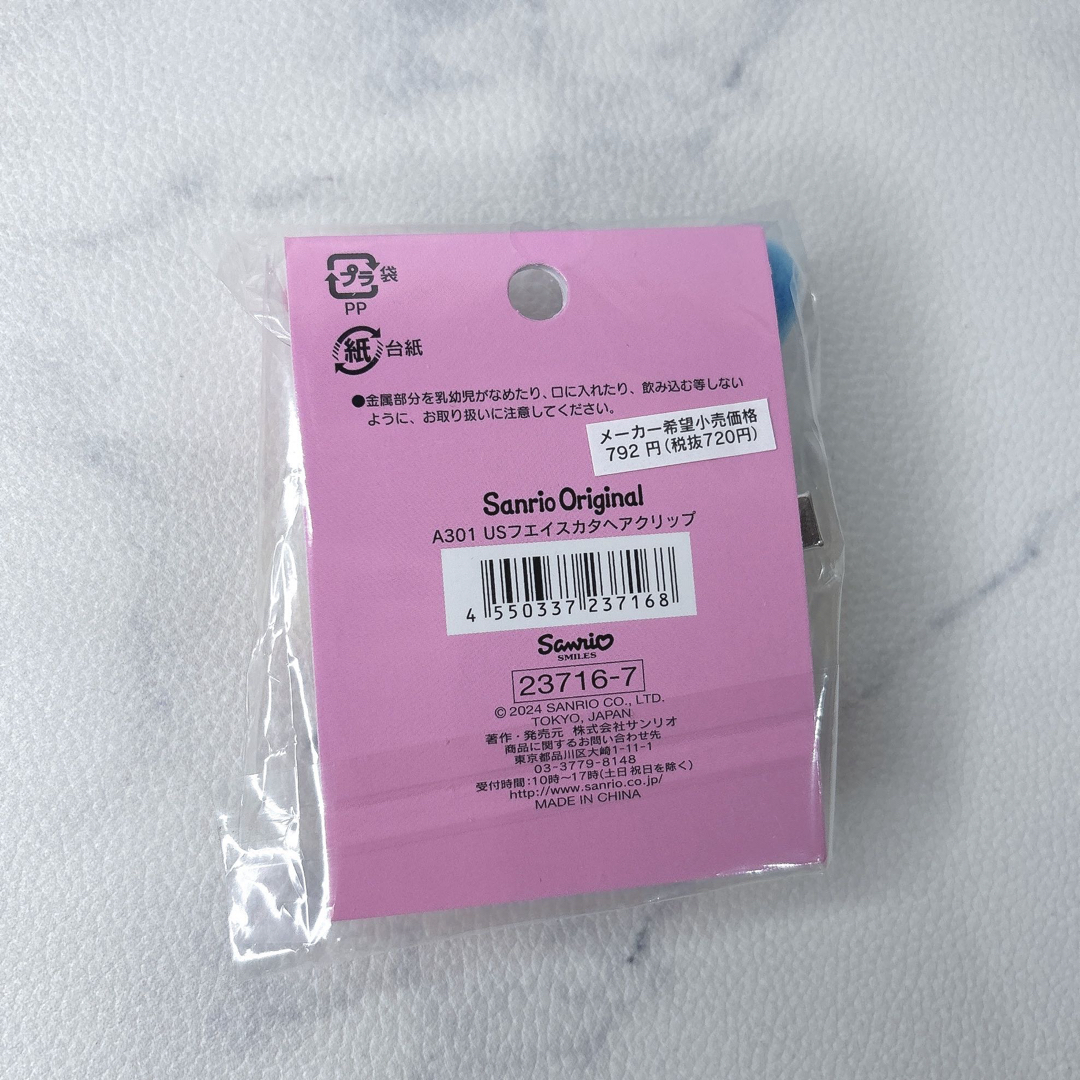 プラ 袋
PP
紙 台紙
●金属部分を乳幼児がなめたり、口に入れたり、飲み込む等しない
ように、お取り扱いに注意してください。
メーカー希望小売価格
792 円(税抜720円)
Sanrio Original
A301 USフエイスカタヘアクリップ
4 550337 237168
Sanrio
SMILES
23716-7
© 2024 SANRIO CO., LTD.
TOKYO, JAPAN
著作・発売元 株式会社サンリオ
商品に関するお問い合わせ先
東京都品川区大崎1-11-1
03-3779-8148
受付時間:10時〜17時(土日祝日を除く)
http://www.sanrio.co.jp/
MADE IN CHINA